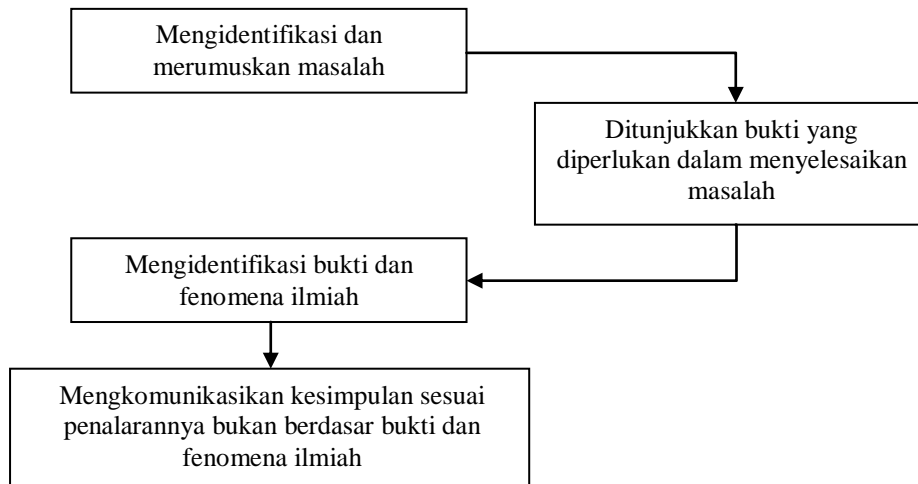 Mengidentifikasi dan
merumuskan masalah
Ditunjukkan bukti yang
diperlukan dalam menyelesaikan
masalah
Mengidentifikasi bukti dan
fenomena ilmiah
Mengkomunikasikan kesimpulan sesuai
penalarannya bukan berdasar bukti dan
fenomena ilmiah